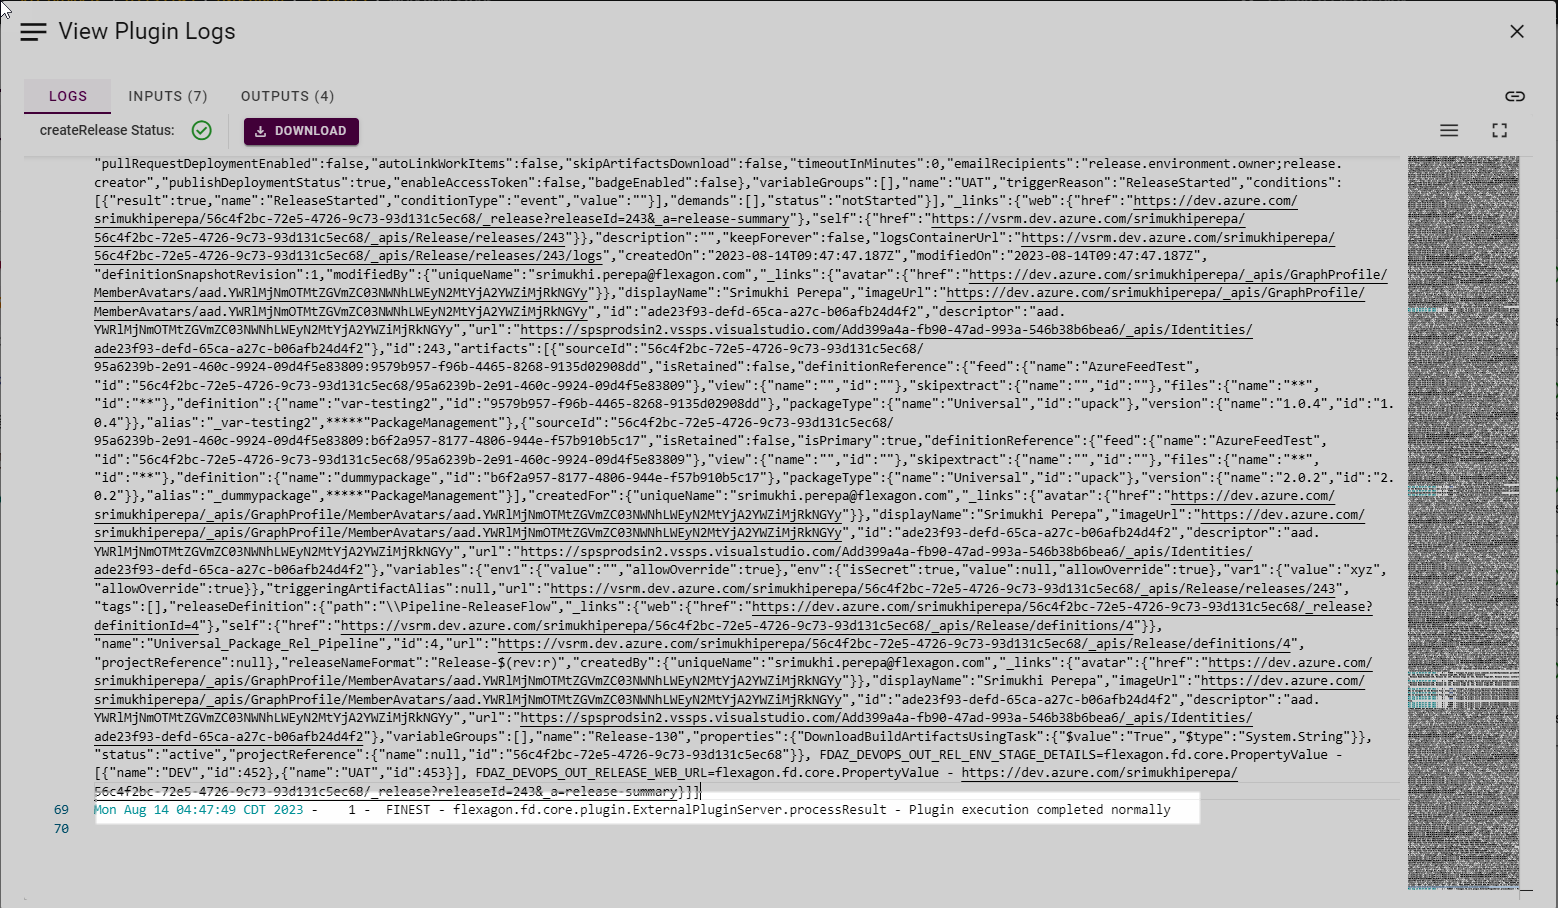 View Plugin Logs
LOGS
INPUTS (7)
OUTPUTS (4)
createRelease Status:
DOWNLOAD
"pullRequestDeploymentEnabled":false,"autoLinkWorkItems":false,"skipArtifactsDownload":false,"timeoutInMinutes":0,"emailRecipients":"release.environment.owner;release.
creator","publishDeploymentStatus":true,"enableAccessToken":false,"badgeEnabled":false},"variableGroups":[],"name":"UAT","triggerReason":"ReleaseStarted","conditions":
[{"result":true,"name":"ReleaseStarted","conditionType":"event","value":""}],"demands":[],"status":"notStarted"}],"_links":{"web":{"href":"https://dev.azure.com/
srimukhiperepa/56c4f2bc-72e5-4726-9c73-93d131c5ec68/_release?releaseId=243&_a=release-summary"},"self":{"href":"https://vsrm.dev.azure.com/srimukhiperepa/
56c4f2bc-72e5-4726-9c73-93d131c5ec68/_apis/Release/releases/243"}},"description":"","keepForever":false,"logsContainerUrl":"https://vsrm.dev.azure.com/srimukhiperepa/
56c4f2bc-72e5-4726-9c73-93d131c5ec68/_apis/Release/releases/243/logs","createdOn":"2023-08-14T09:47:47.187Z","modifiedOn":"2023-08-14T09:47:47.187Z",
"definitionSnapshotRevision":1,"modifiedBy":{"uniqueName":"srimukhi.perepa@flexagon.com","_links":{"avatar":{"href":"https://dev.azure.com/srimukhiperepa/_apis/GraphProfile/
MemberAvatars/aad.YWRlMjNmOTMtZGVmZC03NWNhLWEyN2MtYjA2YWZiMjRkNGYy"}},"displayName":"Srimukhi Perepa","imageUrl":"https://dev.azure.com/srimukhiperepa/_apis/GraphProfile/
MemberAvatars/aad.YWRlMjNmOTMtZGVmZC03NWNhLWEyN2MtYjA2YWZiMjRkNGYy","id":"ade23f93-defd-65ca-a27c-b06afb24d4f2","descriptor":"aad.
YWRlMjNmOTMtZGVmZC03NWNhLWEyN2MtYjA2YWZiMjRkNGYy","url":"https://spsprodsin2.vssps.visualstudio.com/Add399a4a-fb90-47ad-993a-546b38b6bea6/_apis/Identities/
ade23f93-defd-65ca-a27c-b06afb24d4f2"},"id":243,"artifacts":[{"sourceId":"56c4f2bc-72e5-4726-9c73-93d131c5ec68/
95a6239b-2e91-460c-9924-09d4f5e83809:9579b957-f96b-4465-8268-9135d02908dd","isRetained":false,"definitionReference":{"feed":{"name":"AzureFeedTest",
"id":"56c4f2bc-72e5-4726-9c73-93d131c5ec68/95a6239b-2e91-460c-9924-09d4f5e83809"},"view":{"name":"","id":""},"skipextract":{"name":"","id":""},"files":{"name":"**",
"id":"**"},"definition":{"name":"var-testing2","id":"9579b957-f96b-4465-8268-9135d02908dd"},"packageType":{"name":"Universal","id":"upack"},"version":{"name":"1.0.4","id":"1.
0.4"}},"alias":"_var-testing2",*****"PackageManagement"},{"sourceId":"56c4f2bc-72e5-4726-9c73-93d131c5ec68/
95a6239b-2e91-460c-9924-09d4f5e83809:b6f2a957-8177-4806-944e-f57b910b5c17","isRetained":false,"isPrimary":true,"definitionReference":{"feed":{"name":"AzureFeedTest",
"id":"56c4f2bc-72e5-4726-9c73-93d131c5ec68/95a6239b-2e91-460c-9924-09d4f5e83809"},"view":{"name":"","id":""},"skipextract":{"name":"","id":""},"files":{"name":"**",
"id":"**"},"definition":{"name":"dummypackage","id":"b6f2a957-8177-4806-944e-f57b910b5c17"},"packageType":{"name":"Universal","id":"upack"},"version":{"name":"2.0.2","id":"2.
0.2"}},"alias":"_dummypackage",*****"PackageManagement"}],"createdFor":{"uniqueName":"srimukhi.perepa@flexagon.com","_links":{"avatar":{"href":"https://dev.azure.com/
srimukhiperepa/_apis/GraphProfile/MemberAvatars/aad.YWRlMjNmOTMtZGVmZC03NWNhLWEyN2MtYjA2YWZiMjRkNGYy"}},"displayName":"Srimukhi Perepa","imageUrl":"https://dev.azure.com/
srimukhiperepa/_apis/GraphProfile/MemberAvatars/aad.YWRlMjNmOTMtZGVmZC03NWNhLWEyN2MtYjA2YWZiMjRkNGYy","id":"ade23f93-defd-65ca-a27c-b06afb24d4f2","descriptor":"aad.
YWRlMjNmOTMtZGVmZC03NWNhLWEyN2MtYjA2YWZiMjRkNGYy","url":"https://spsprodsin2.vssps.visualstudio.com/Add399a4a-fb90-47ad-993a-546b38b6bea6/_apis/Identities/
ade23f93-defd-65ca-a27c-b06afb24d4f2"},"variables":{"env1":{"value":"","allowOverride":true},"env":{"isSecret":true,"value":null,"allowOverride":true},"var1":{"value":"xyz",
"allowOverride":true}},"triggeringArtifactAlias":null,"url":"https://vsrm.dev.azure.com/srimukhiperepa/56c4f2bc-72e5-4726-9c73-93d131c5ec68/_apis/Release/releases/243",
"tags":[],"releaseDefinition":{"path":"\\Pipeline-ReleaseFlow","_links":{"web":{"href":"https://dev.azure.com/srimukhiperepa/56c4f2bc-72e5-4726-9c73-93d131c5ec68/_release?
definitionId=4"},"self":{"href":"https://vsrm.dev.azure.com/srimukhiperepa/56c4f2bc-72e5-4726-9c73-93d131c5ec68/_apis/Release/definitions/4"}},
"name":"Universal_Package_Rel_Pipeline","id":4,"url":"https://vsrm.dev.azure.com/srimukhiperepa/56c4f2bc-72e5-4726-9c73-93d131c5ec68/_apis/Release/definitions/4",
"projectReference":null},"releaseNameFormat":"Release-$(rev:r)","createdBy":{"uniqueName":"srimukhi.perepa@flexagon.com","_links":{"avatar":{"href":"https://dev.azure.com/
srimukhiperepa/_apis/GraphProfile/MemberAvatars/aad.YWRlMjNmOTMtZGVmZC03NWNhLWEyN2MtYjA2YWZiMjRkNGYy"}},"displayName":"Srimukhi Perepa","imageUrl":"https://dev.azure.com/
srimukhiperepa/_apis/GraphProfile/MemberAvatars/aad.YWRlMjNmOTMtZGVmZC03NWNhLWEyN2MtYjA2YWZiMjRkNGYy","id":"ade23f93-defd-65ca-a27c-b06afb24d4f2","descriptor":"aad.
YWRlMjNmOTMtZGVmZC03NWNhLWEyN2MtYjA2YWZiMjRkNGYy","url":"https://spsprodsin2.vssps.visualstudio.com/Add399a4a-fb90-47ad-993a-546b38b6bea6/_apis/Identities/
ade23f93-defd-65ca-a27c-b06afb24d4f2"},"variableGroups":[],"name":"Release-130","properties":{"DownloadBuildArtifactsUsingTask":{"$value":"True","$type":"System.String"}},
"status":"active","projectReference":{"name":null,"id":"56c4f2bc-72e5-4726-9c73-93d131c5ec68"}}, FDAZ_DEVOPS_OUT_REL_ENV_STAGE_DETAILS=flexagon.fd.core.PropertyValue -
[{"name":"DEV","id":452},{"name":"UAT","id":453}], FDAZ_DEVOPS_OUT_RELEASE_WEB_URL=flexagon.fd.core.PropertyValue - https://dev.azure.com/srimukhiperepa/
56c4f2bc-72e5-4726-9c73-93d131c5ec68/_release?releaseId=243&_a=release-summary}]]
69 Mon Aug 14 04:47:49 CDT 2023 - 1 - FINEST - flexagon.fd.core.plugin.ExternalPluginServer.processResult - Plugin execution completed normally
70